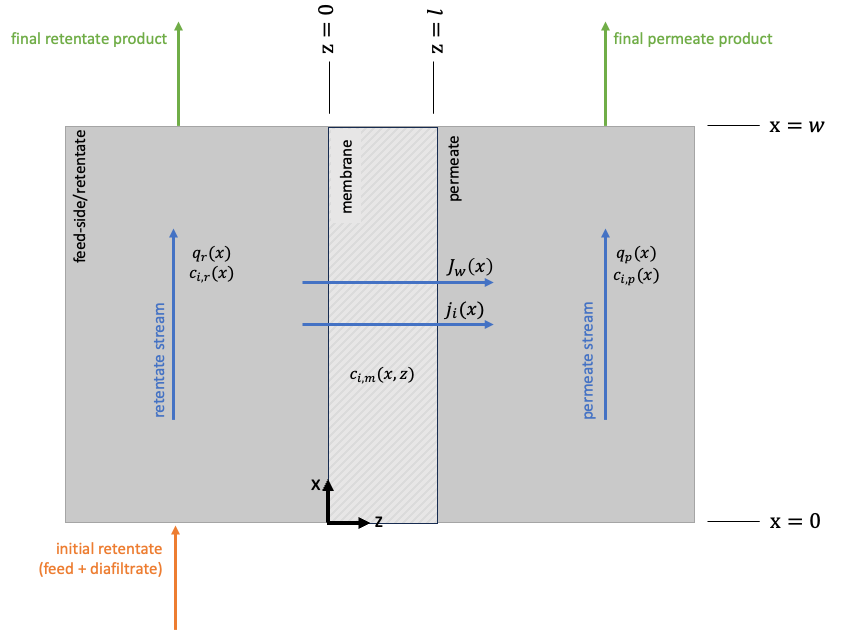 z = 0
z = l
final retentate product
final permeate product
x = w
feed-side/retentate
membrane
permeate
q_r(x)
c_{i,r}(x)
J_w(x)
q_p(x)
c_{i,p}(x)
j_i(x)
retentate stream
permeate stream
c_{i,m}(x, z)
x
z
x = 0
initial retentate
(feed + diafiltrate)